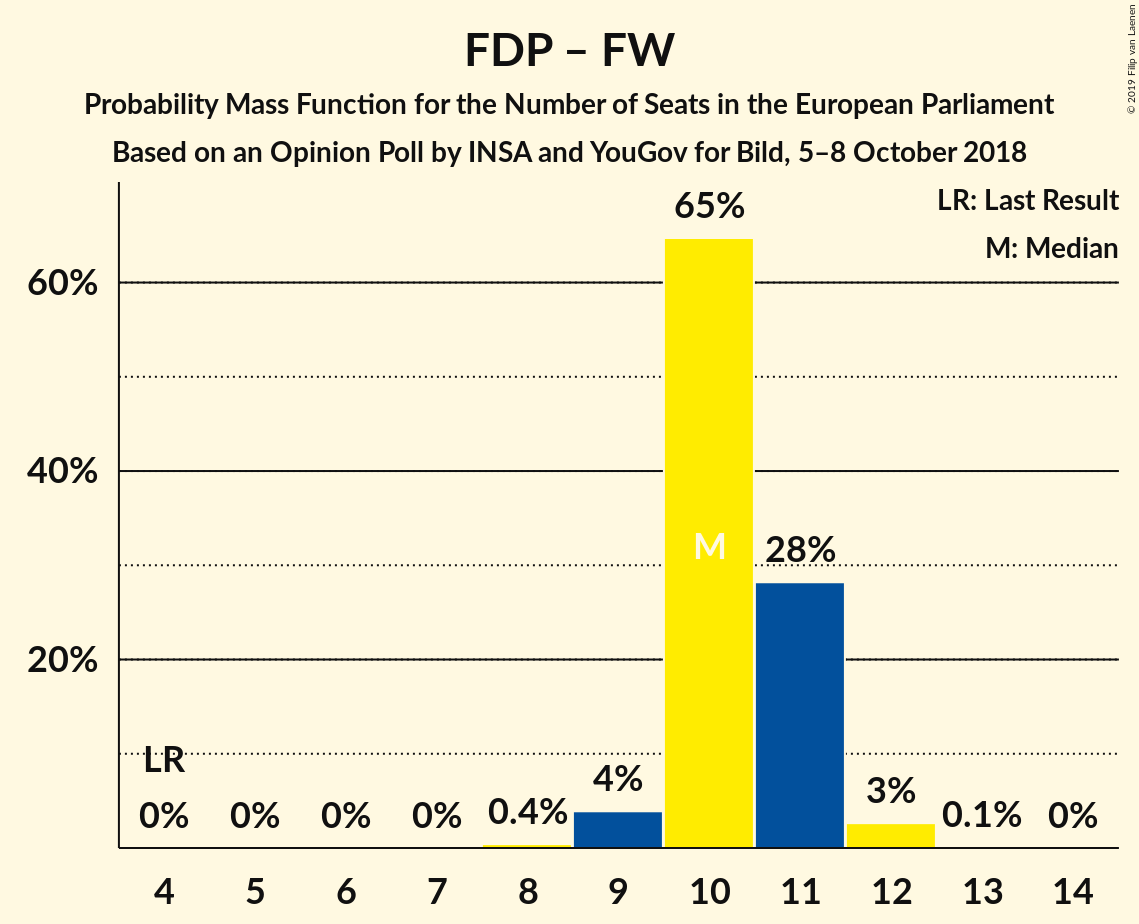 FDP – FW
Probability Mass Function for the Number of Seats in the European Parliament
Based on an Opinion Poll by INSA and YouGov for Bild, 5–8 October 2018
© 2019 Filip van Laenen
LR: Last Result
M: Median
65%
60%
40%
M
28%
20%
LR
0%
0%
0%
0%
0.4%
4%
3%
0.1%
0%
4 5 6 7 8 9 10 11 12 13 14